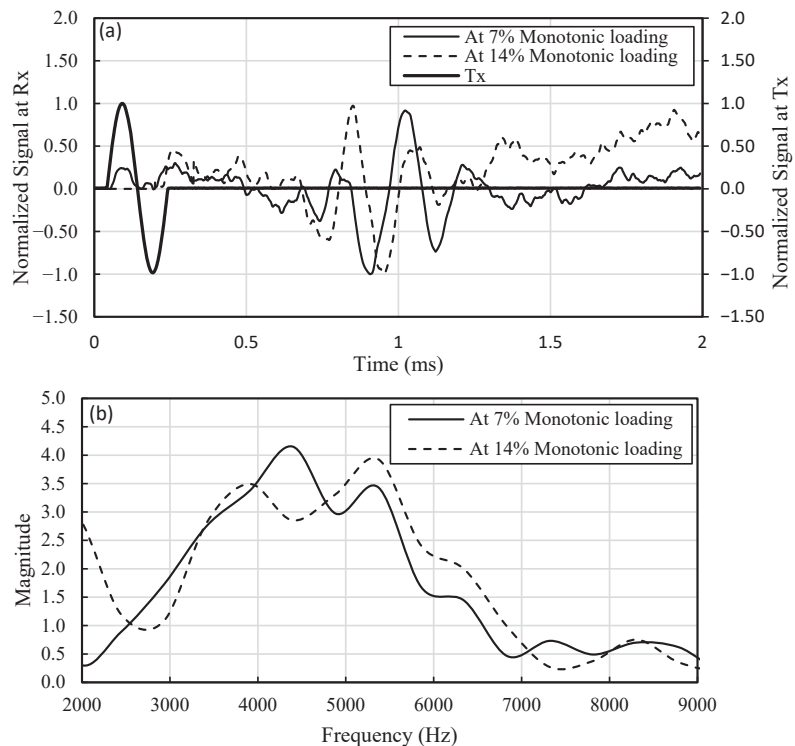 (a)
At 7% Monotonic loading
At 14% Monotonic loading
Tx
Normalized Signal at Rx
2.0
1.5
1.0
0.50
0.0
−0.50
−1.0
−1.50
Normalized Signal at Tx
2.0
1.5
1.0
0.50
0.0
−0.50
−1.0
−1.50
0 0.5 1 1.5 2
Time (ms)
(b)
At 7% Monotonic loading
At 14% Monotonic loading
Magnitude
5.0
4.5
4.0
3.5
3.0
2.5
2.0
1.5
1.0
0.5
0.0
2000 3000 4000 5000 6000 7000 8000 9000
Frequency (Hz)